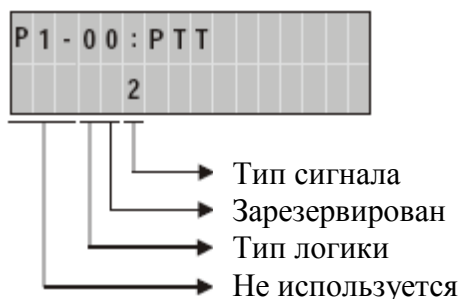 P1-00:PTT
2
Тип сигнала
Зарезервирован
Тип логики
Не используется